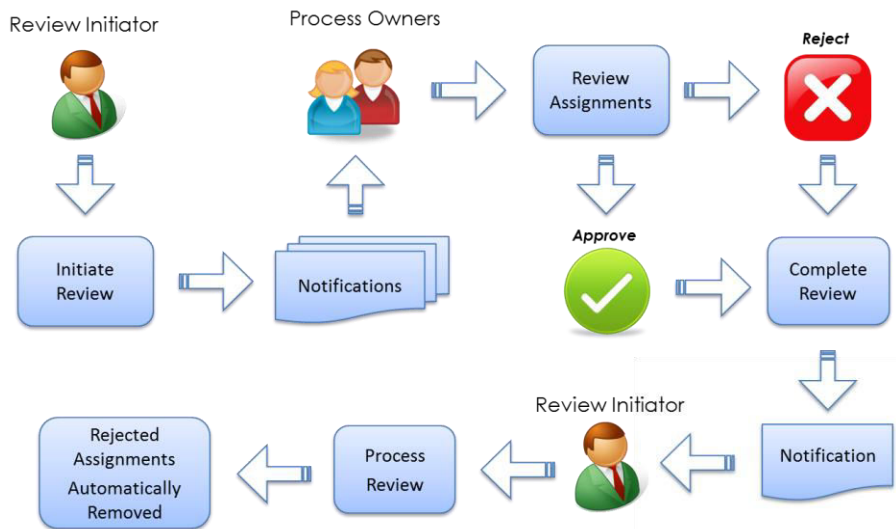 Review Initiator
Process Owners
Review
Assignments
Reject
Initiate
Review
Notifications
Approve
Complete
Review
Review Initiator
Rejected
Assignments
Automatically
Removed
Process
Review
Notification